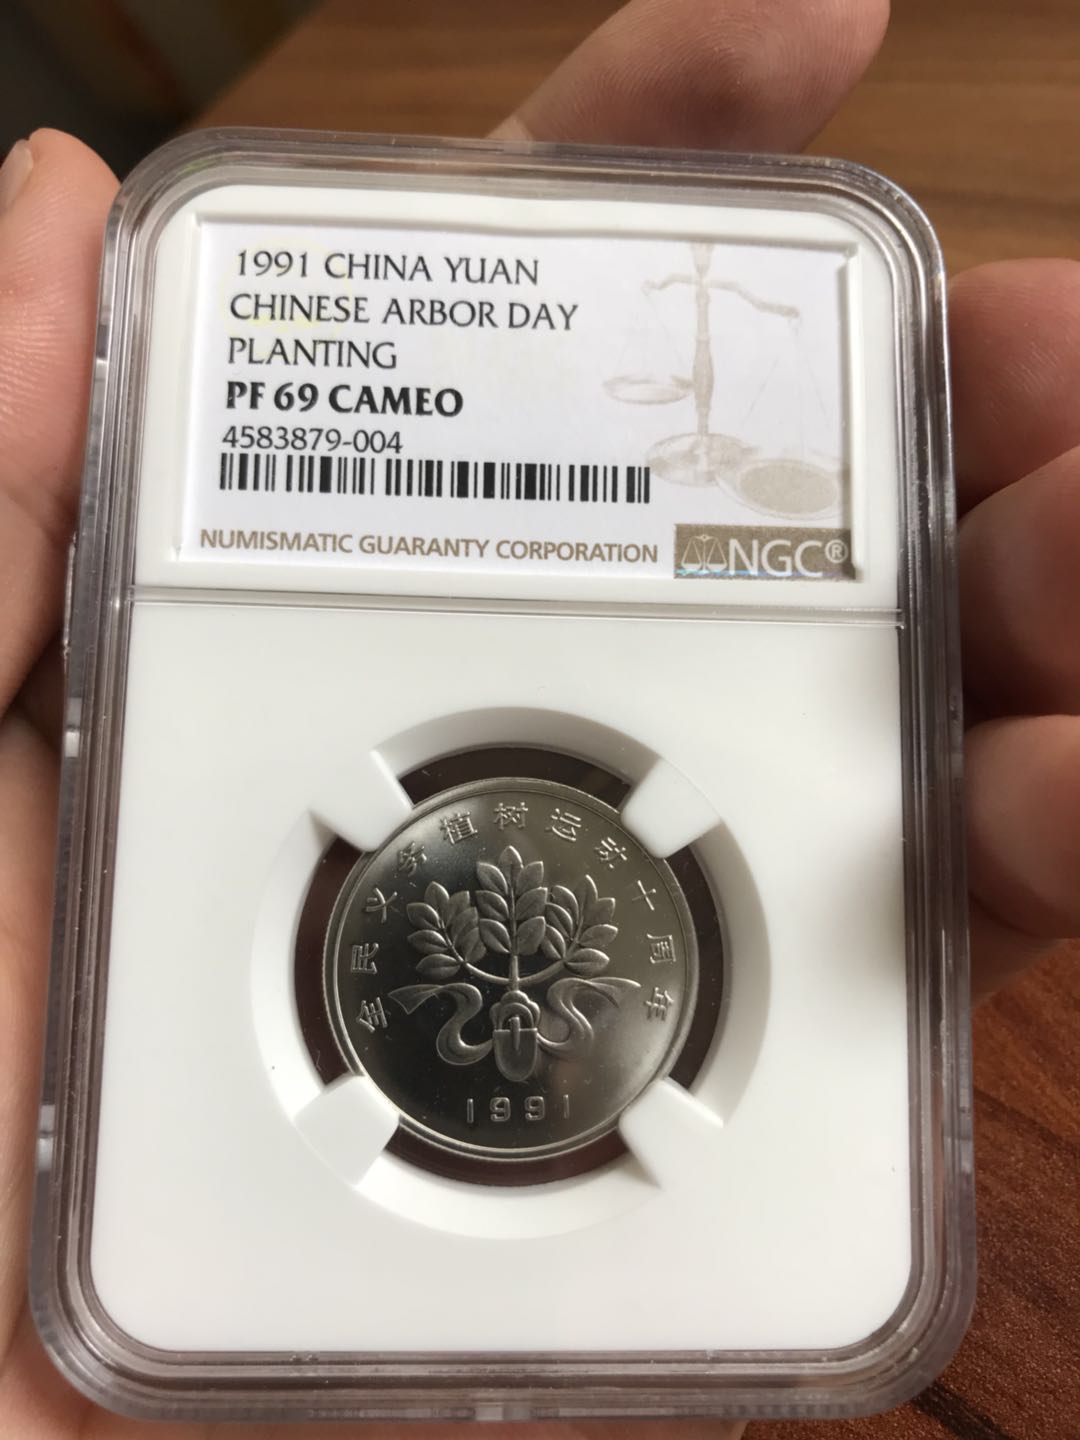 1991 CHINA YUAN
CHINESE ARBOR DAY
PLANTING
PF 69 CAMEO
4583879-004
NUMISMATIC GUARANTY CORPORATION
NGC®
全民义务植树运动十周年
1991